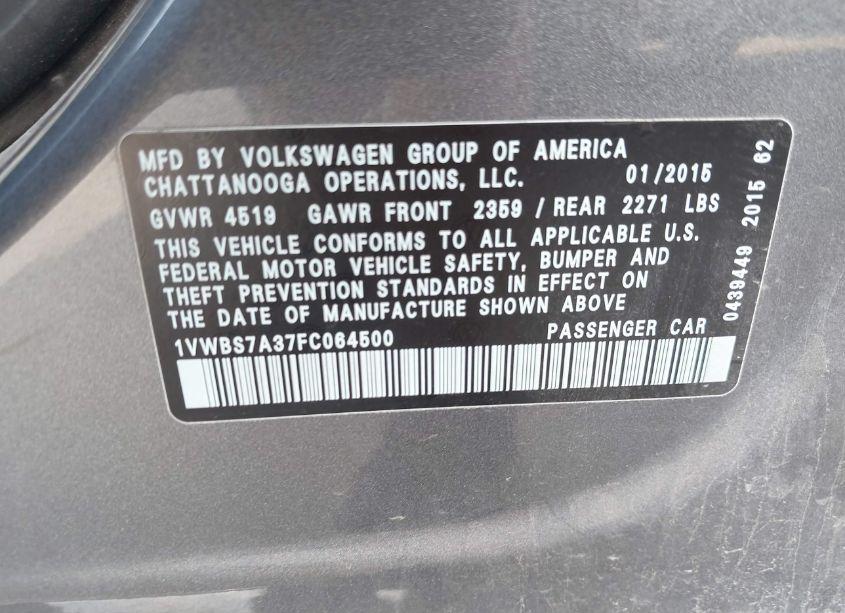 MFD BY VOLKSWAGEN GROUP OF AMERICA
CHATTANOOGA OPERATIONS, LLC. 01/2015
GVWR 4519 GAWR FRONT 2359 / REAR 2271 LBS
THIS VEHICLE CONFORMS TO ALL APPLICABLE U.S.
FEDERAL MOTOR VEHICLE SAFETY, BUMPER AND
THEFT PREVENTION STANDARDS IN EFFECT ON
THE DATE OF MANUFACTURE SHOWN ABOVE
1VWBS7A37FC064500 PASSENGER CAR
0439449 2015 62